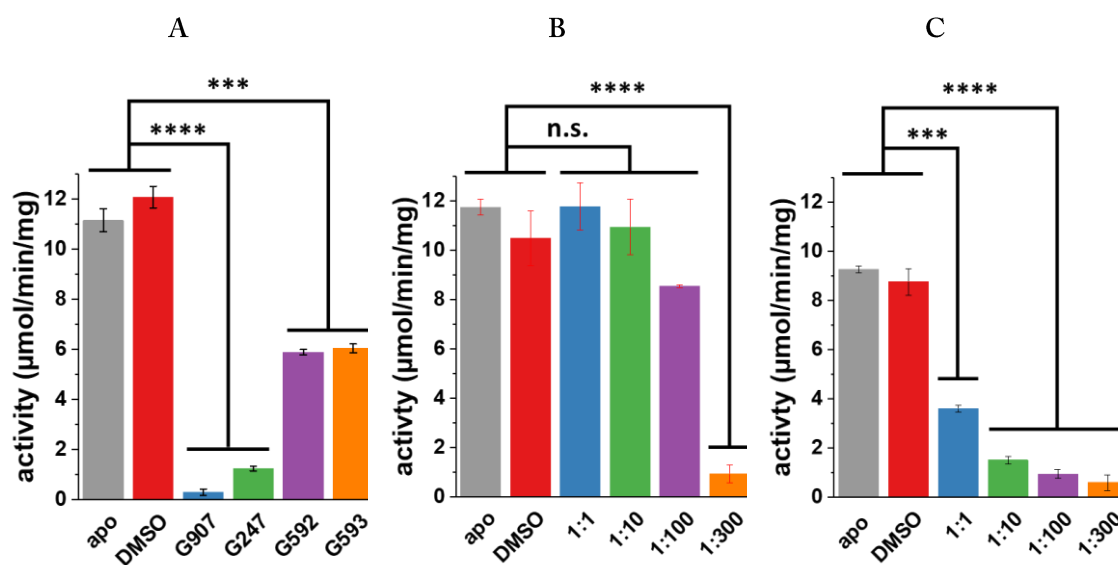 A
B
C
***
****
activity (μmol/min/mg)
12
10
8
6
4
2
0
apo
DMSO
G907
G247
G592
G593
****
n.s.
activty (μmol/min/mg)
12
10
8
6
4
2
0
apo
DMSO
1:1
1:10
1:100
1:300
****
***
activity (μmol/min/mg)
12
10
8
6
4
2
0
apo
DMSO
1:1
1:10
1:100
1:300